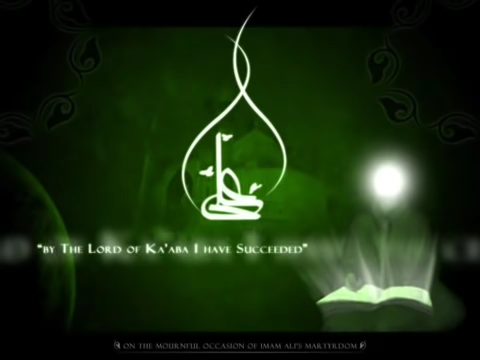 علي
"BY THE LORD OF KA'ABA I HAVE SUCCEEDED"
ON THE MOURNFUL OCCASION OF IMAM ALI'S MARTYRDOM